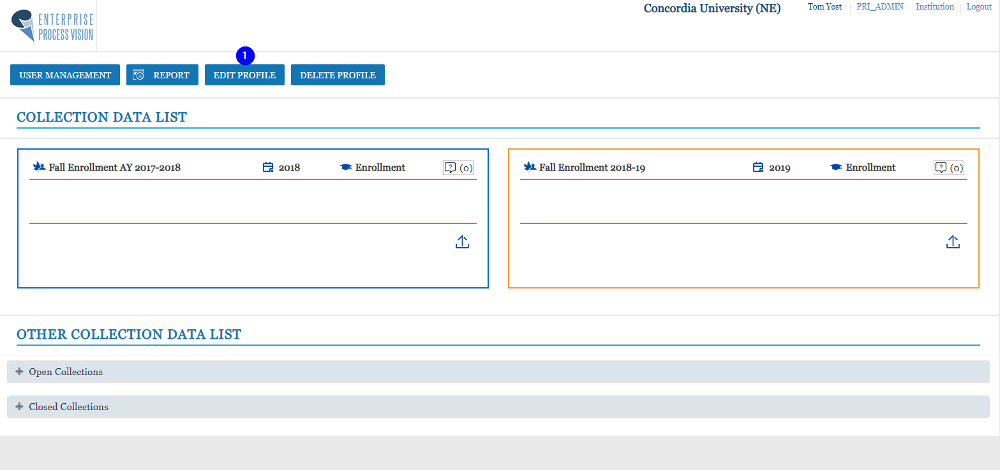 ENTERPRISE
PROCESS VISION
Concordia University (NE) Tom Yost PRI_ADMIN Institution Logout
1
USER MANAGEMENT REPORT EDIT PROFILE DELETE PROFILE
COLLECTION DATA LIST
Fall Enrollment AY 2017-2018 2018 Enrollment ? (0)
Fall Enrollment 2018-19 2019 Enrollment ? (0)
OTHER COLLECTION DATA LIST
Open Collections
Closed Collections